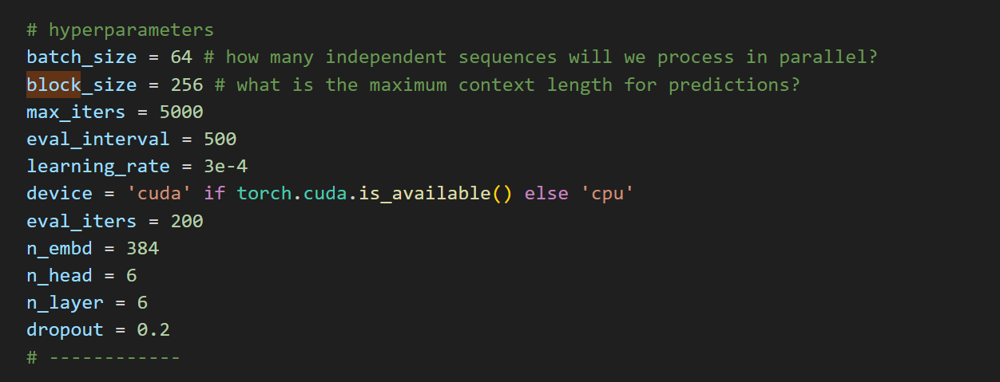 # hyperparameters
batch_size = 64 # how many independent sequences will we process in parallel?
block_size = 256 # what is the maximum context length for predictions?
max_iters = 5000
eval_interval = 500
learning_rate = 3e-4
device = 'cuda' if torch.cuda.is_available() else 'cpu'
eval_iters = 200
n_embd = 384
n_head = 6
n_layer = 6
dropout = 0.2
# ------------